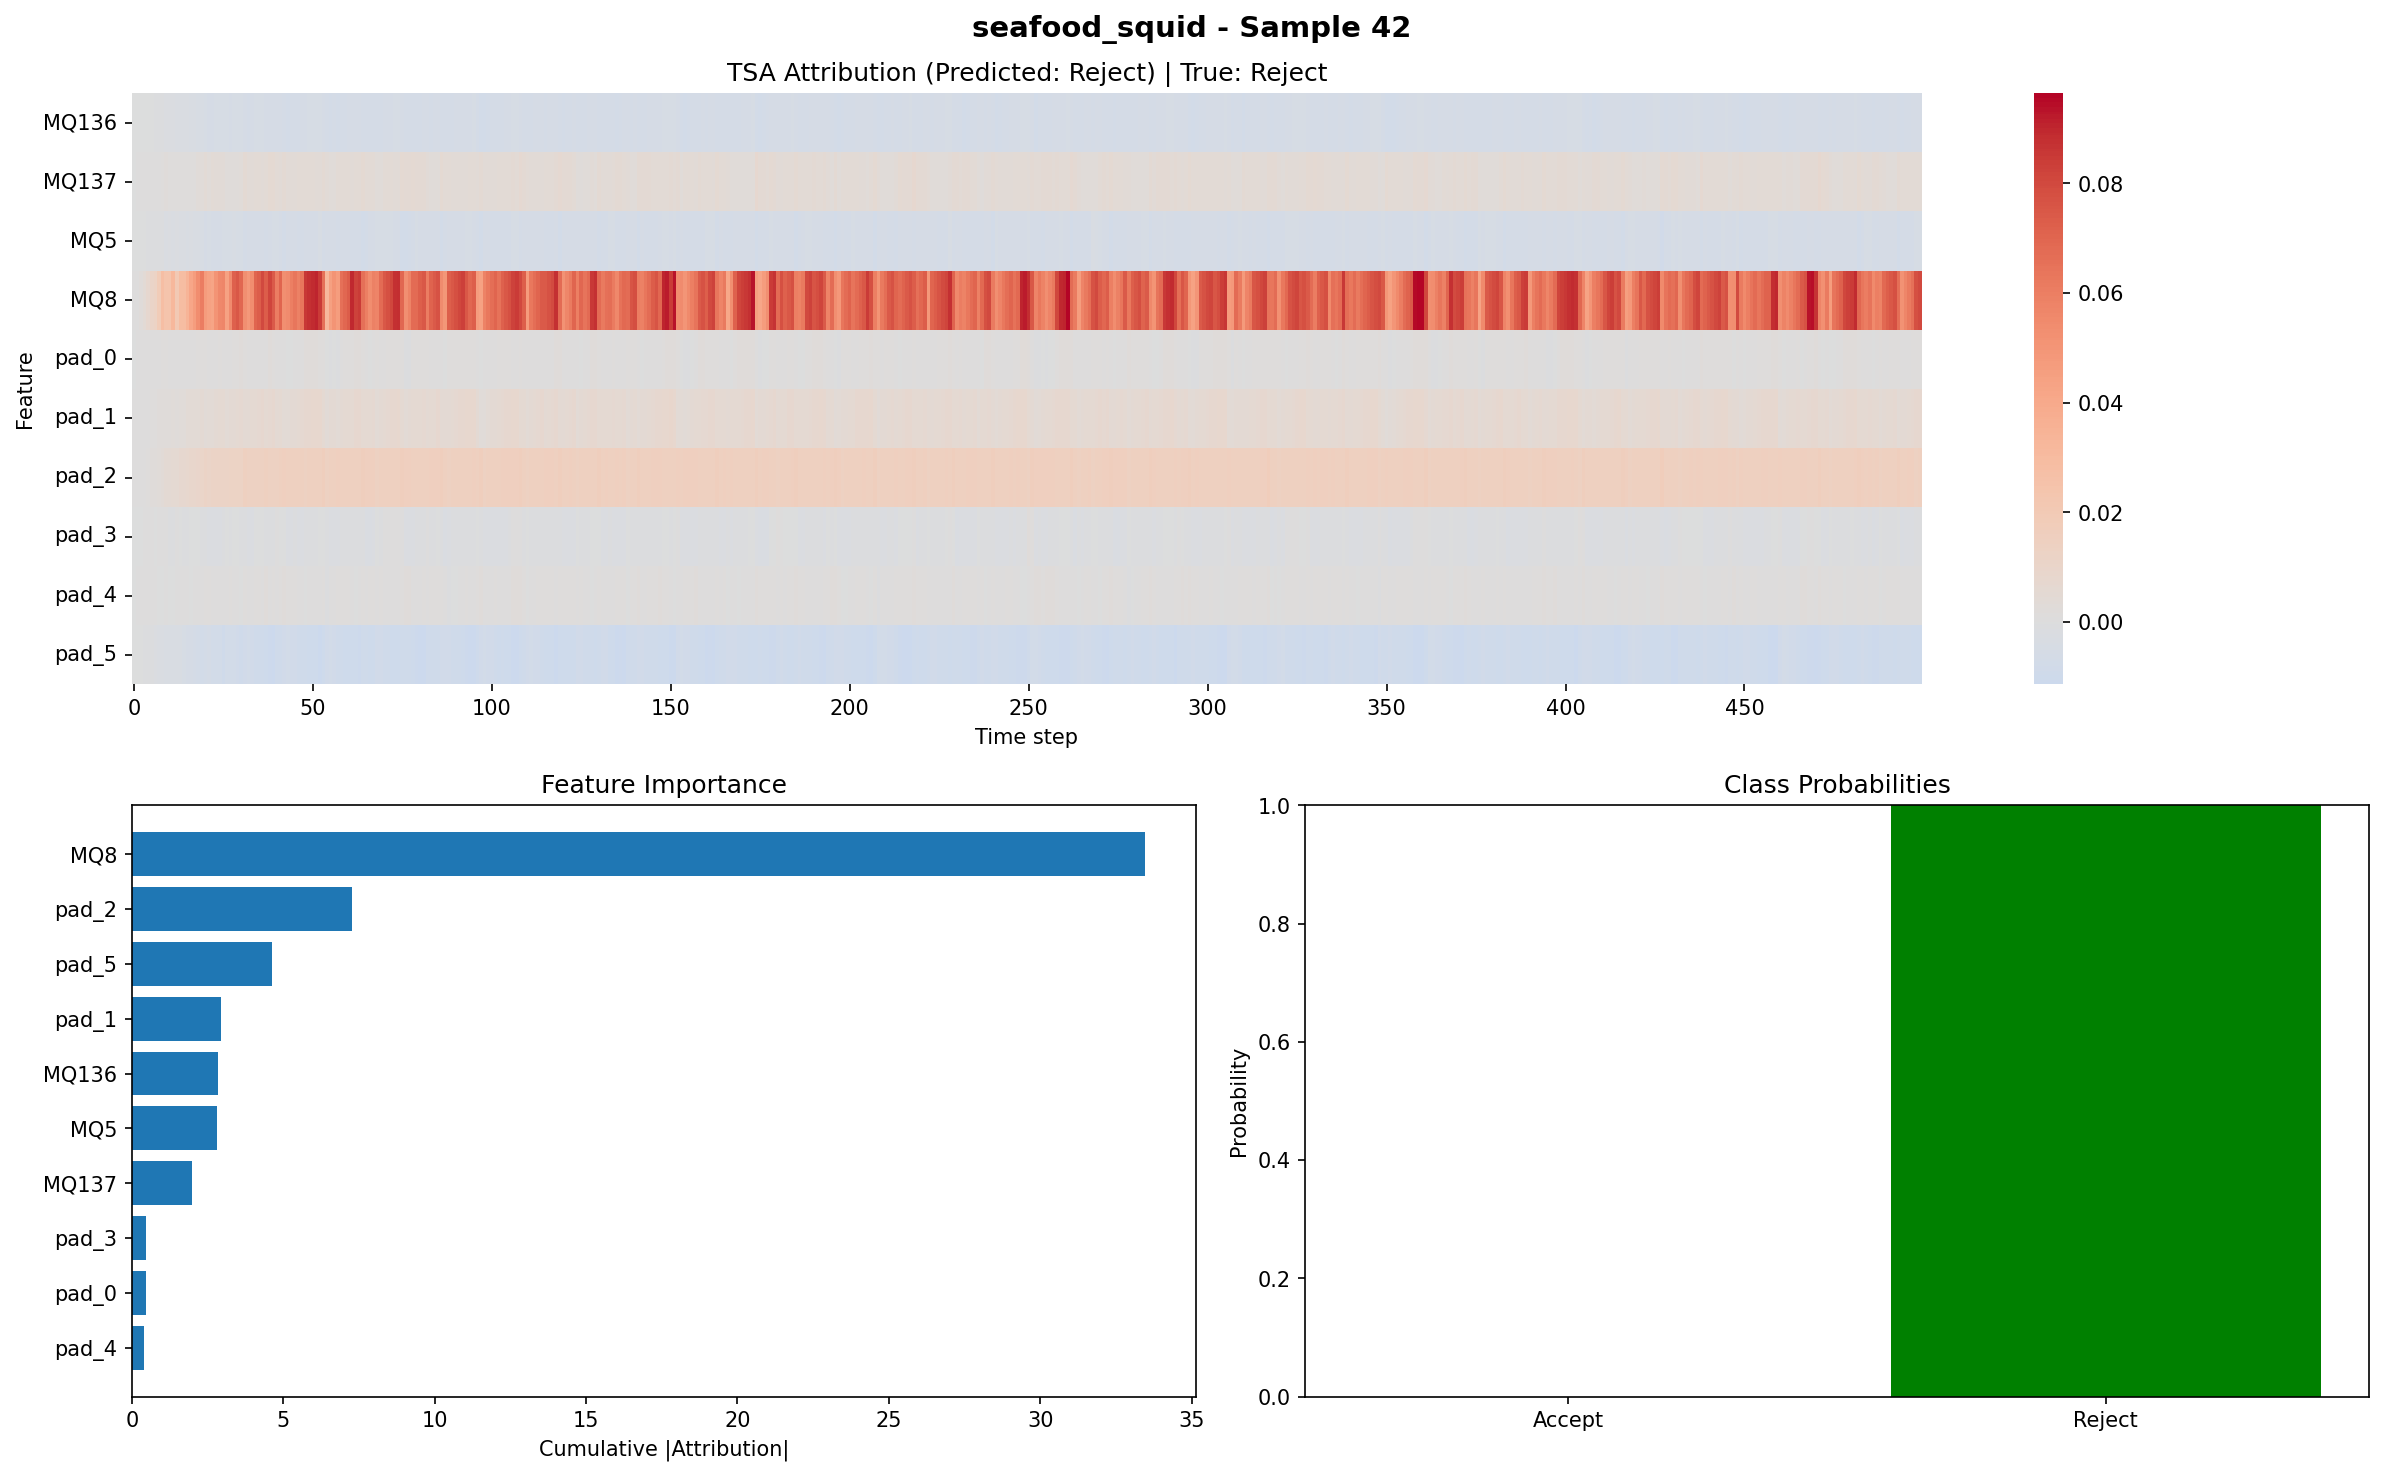 seafood_squid - Sample 42
TSA Attribution (Predicted: Reject) | True: Reject
MQ136
MQ137
MQ5
MQ8
pad_0
pad_1
pad_2
pad_3
pad_4
pad_5
Feature
0 50 100 150 200 250 300 350 400 450
Time step
0.08
0.06
0.04
0.02
0.00
Feature Importance
MQ8
pad_2
pad_5
pad_1
MQ136
MQ5
MQ137
pad_3
pad_0
pad_4
0 5 10 15 20 25 30 35
Cumulative |Attribution|
Class Probabilities
1.0
0.8
0.6
0.4
0.2
0.0
Probability
Accept Reject